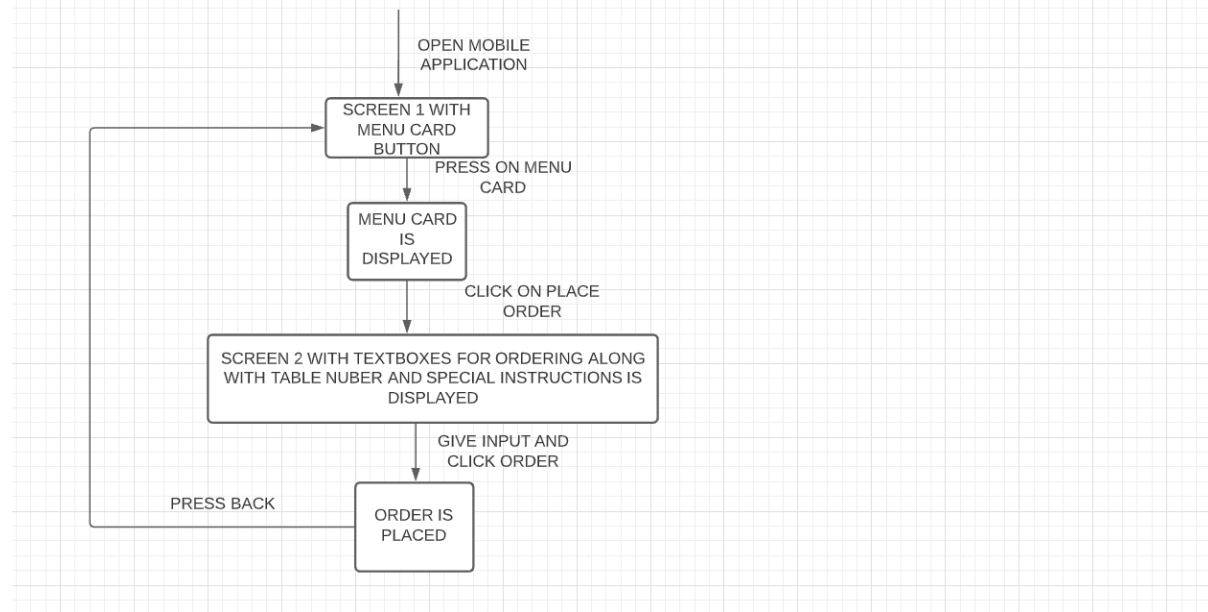 OPEN MOBILE
APPLICATION
SCREEN 1 WITH
MENU CARD
BUTTON
PRESS ON MENU
CARD
MENU CARD
IS
DISPLAYED
CLICK ON PLACE
ORDER
SCREEN 2 WITH TEXTBOXES FOR ORDERING ALONG
WITH TABLE NUBER AND SPECIAL INSTRUCTIONS IS
DISPLAYED
GIVE INPUT AND
CLICK ORDER
PRESS BACK
ORDER IS
PLACED